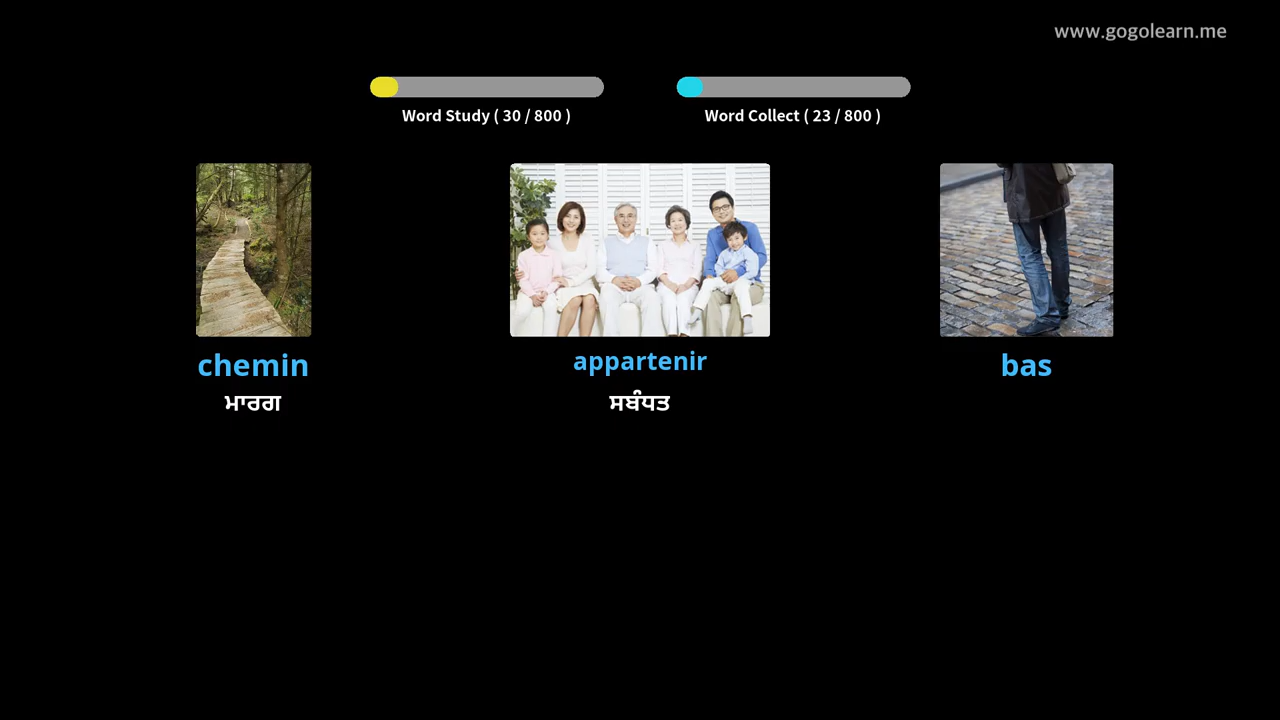 www.gogolearn.me
Word Study ( 30 / 800 )
Word Collect ( 23 / 800 )
chemin
appartenir
bas
ਮਾਰਗ
ਸਬੰਧਤ